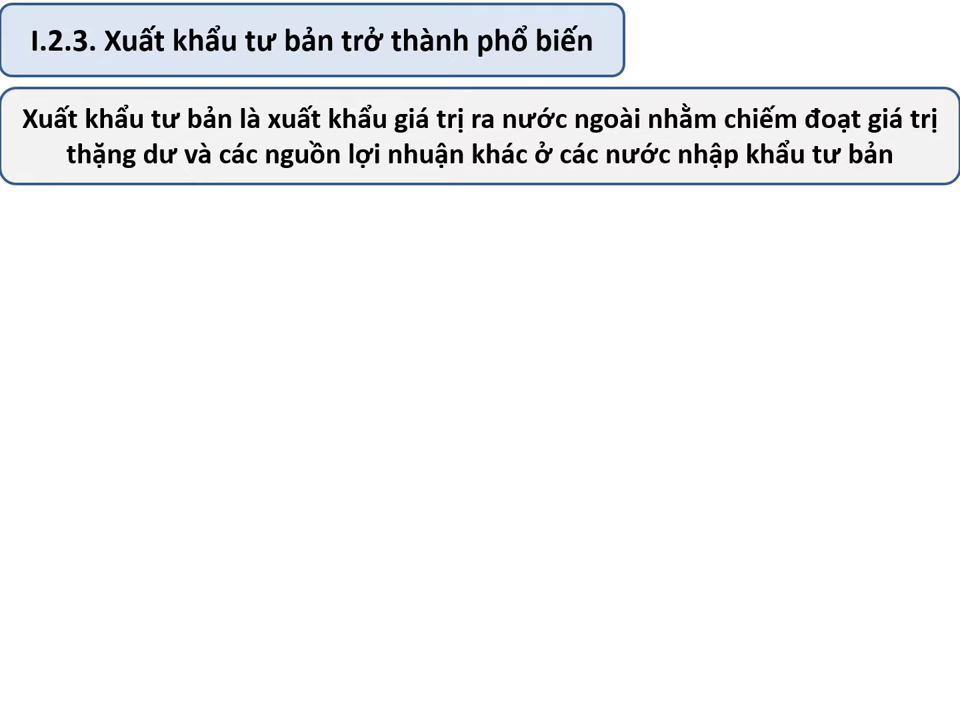 I.2.3. Xuất khẩu tư bản trở thành phổ biến
Xuất khẩu tư bản là xuất khẩu giá trị ra nước ngoài nhằm chiếm đoạt giá trị
thặng dư và các nguồn lợi nhuận khác ở các nước nhập khẩu tư bản